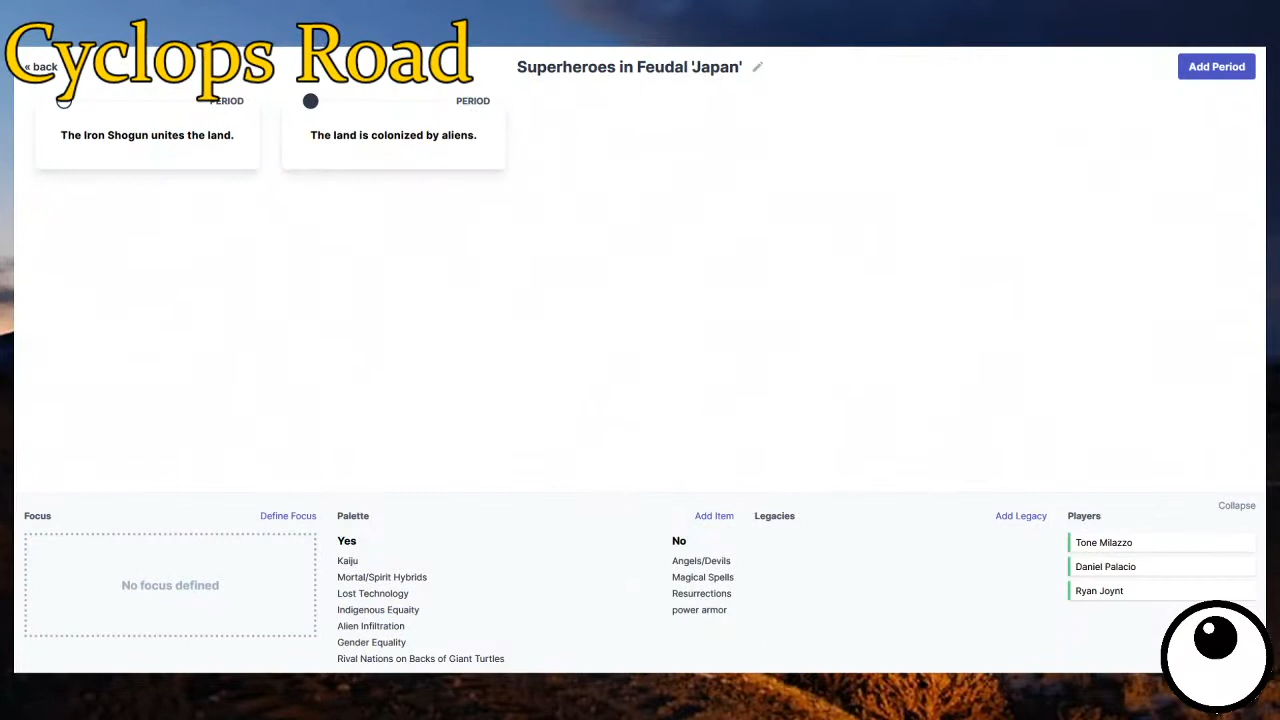 Cyclops Road
« back
Superheroes in Feudal 'Japan'
Add Period
PERIOD
PERIOD
The Iron Shogun unites the land.
The land is colonized by aliens.
Collapse
Focus
Define Focus
No focus defined
Palette
Add Item
Yes
Kaiju
Mortal/Spirit Hybrids
Lost Technology
Indigenous Equaity
Alien Infiltration
Gender Equality
Rival Nations on Backs of Giant Turtles
No
Angels/Devils
Magical Spells
Resurrections
power armor
Legacies
Add Legacy
Players
Tone Milazzo
Daniel Palacio
Ryan Joynt